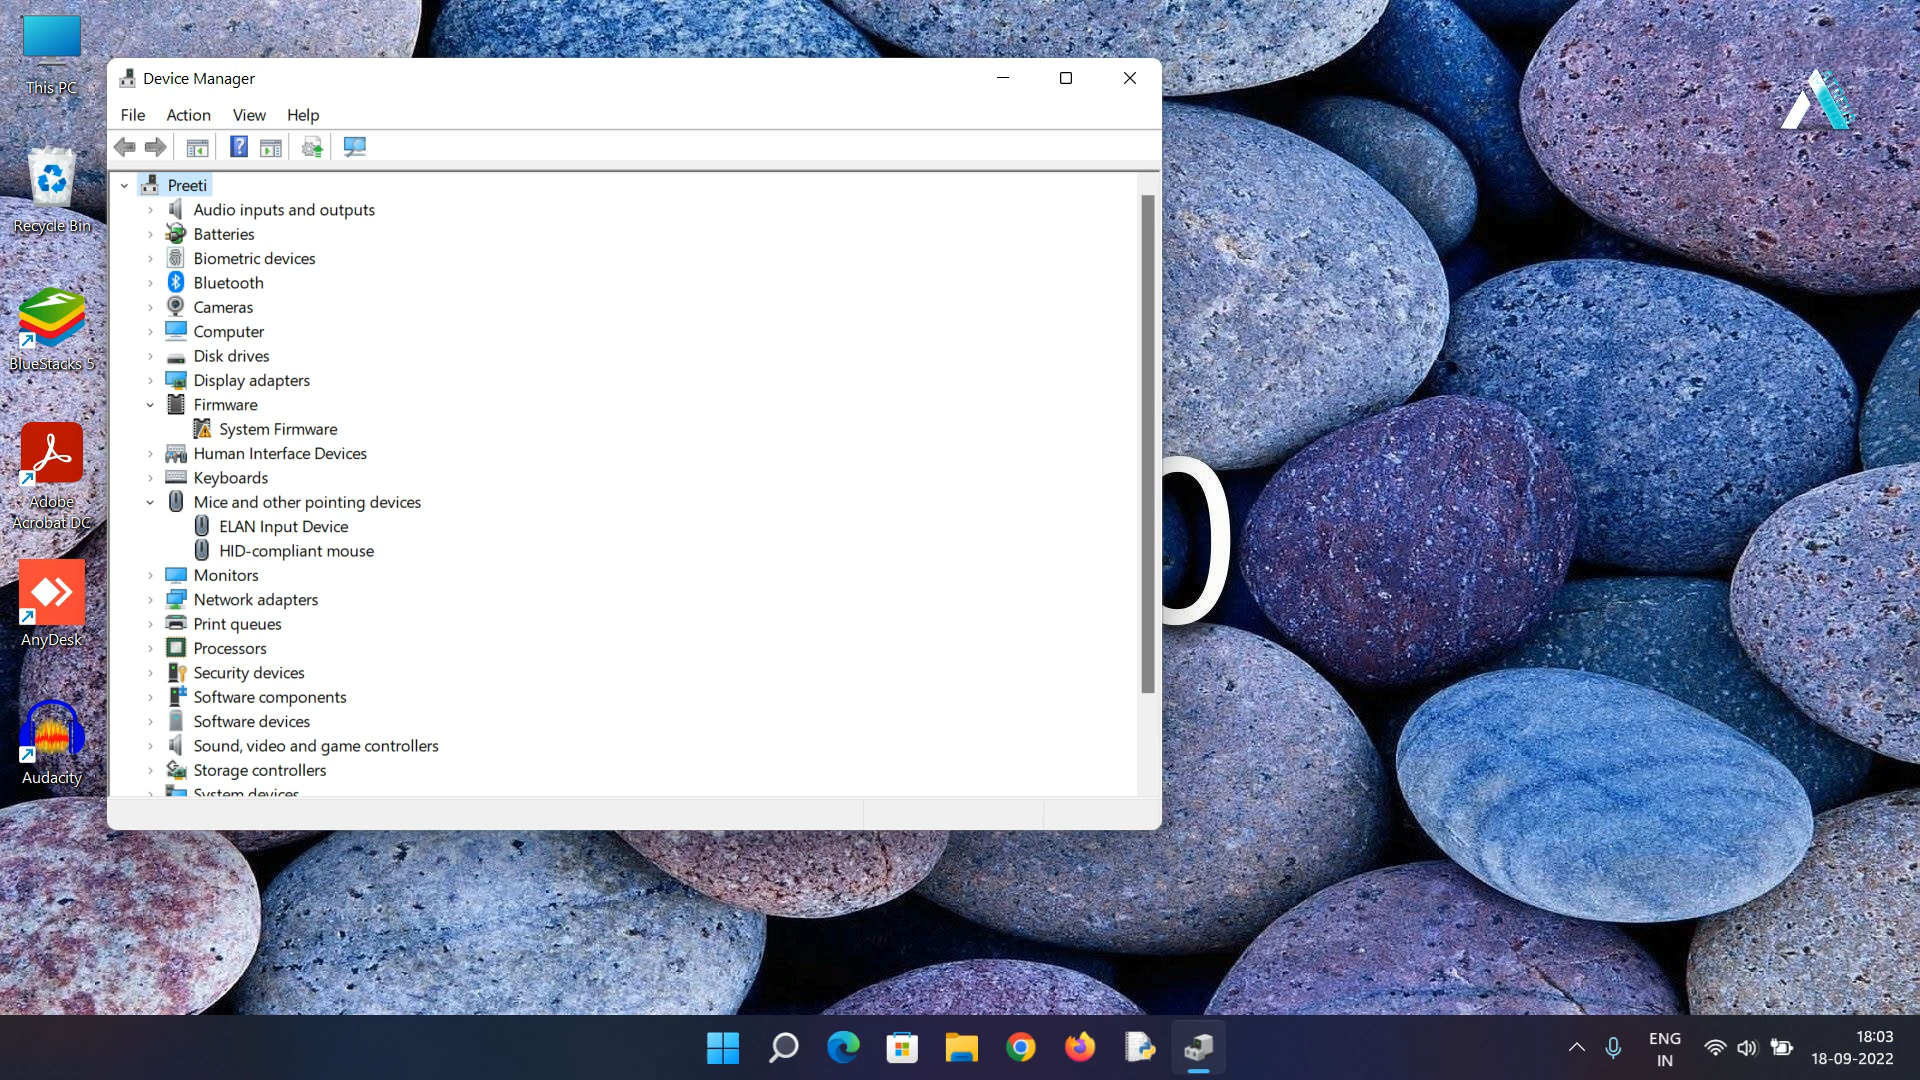 This PC
Recycle Bin
BlueStacks 5
Adobe
Acrobat DC
AnyDesk
Audacity
Device Manager
File Action View Help
Preeti
Audio inputs and outputs
Batteries
Biometric devices
Bluetooth
Cameras
Computer
Disk drives
Display adapters
Firmware
System Firmware
Human Interface Devices
Keyboards
Mice and other pointing devices
ELAN Input Device
HID-compliant mouse
Monitors
Network adapters
Print queues
Processors
Security devices
Software components
Software devices
Sound, video and game controllers
Storage controllers
System devices
0
ENG
IN
18:03
18-09-2022